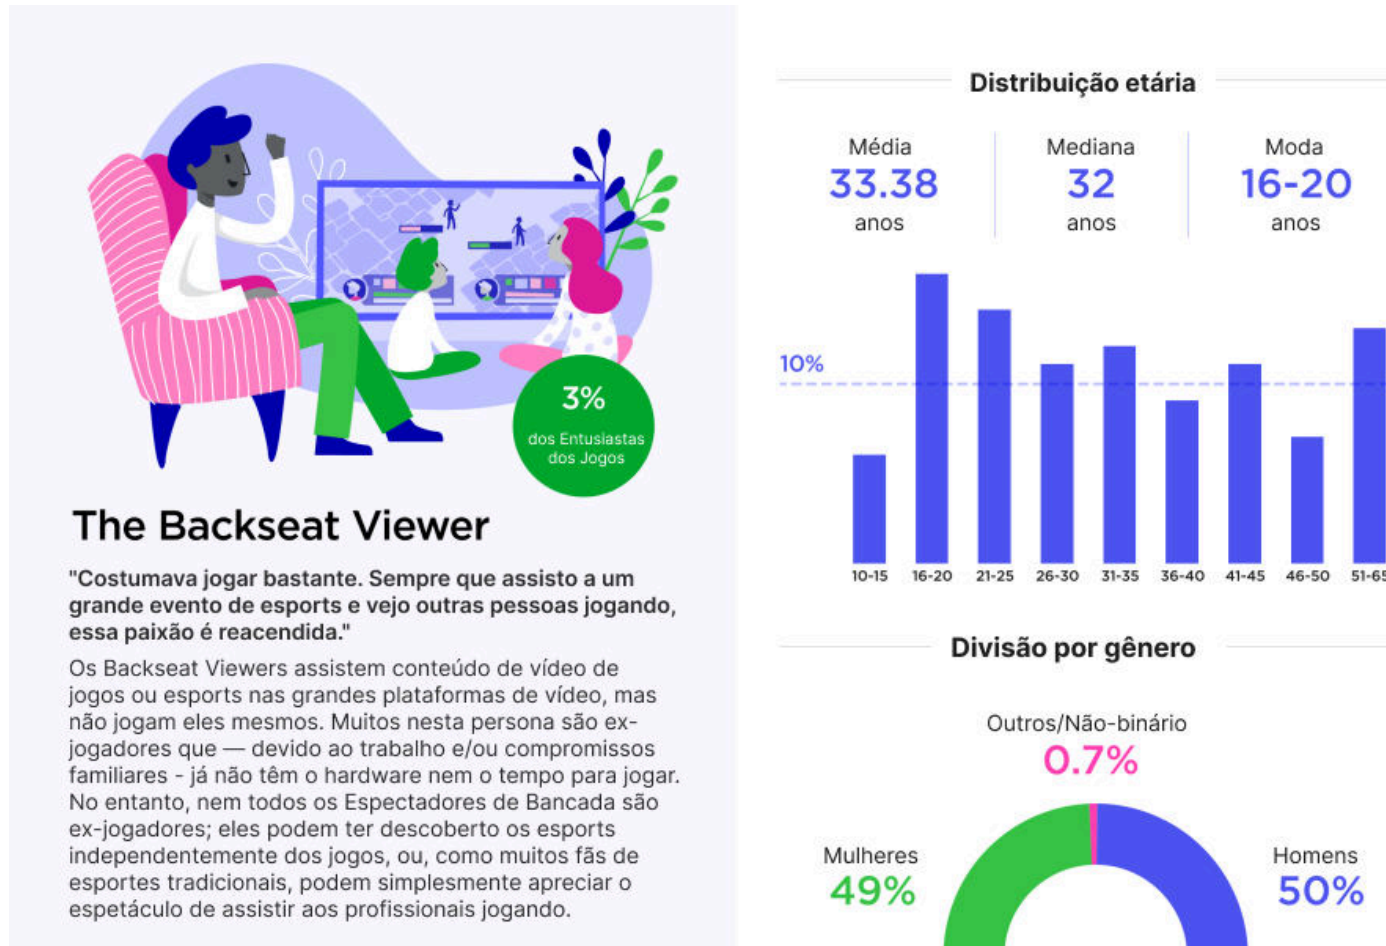 3%
dos Entusiastas
dos Jogos
The Backseat Viewer
"Costumava jogar bastante. Sempre que assisto a um
grande evento de esports e vejo outras pessoas jogando,
essa paixão é reacendida."
Os Backseat Viewers assistem conteúdo de vídeo de
jogos ou esports nas grandes plataformas de vídeo, mas
não jogam eles mesmos. Muitos nesta persona são ex-
jogadores que — devido ao trabalho e/ou compromissos
familiares - já não têm o hardware nem o tempo para jogar.
No entanto, nem todos os Espectadores de Bancada são
ex-jogadores; eles podem ter descoberto os esports
independentemente dos jogos, ou, como muitos fãs de
esportes tradicionais, podem simplesmente apreciar o
espetáculo de assistir aos profissionais jogando.
Distribuição etária
Média
33.38
anos
Mediana
32
anos
Moda
16-20
anos
10%
10-15 16-20 21-25 26-30 31-35 36-40 41-45 46-50 51-65
Divisão por gênero
Outros/Não-binário
0.7%
Mulheres
49%
Homens
50%